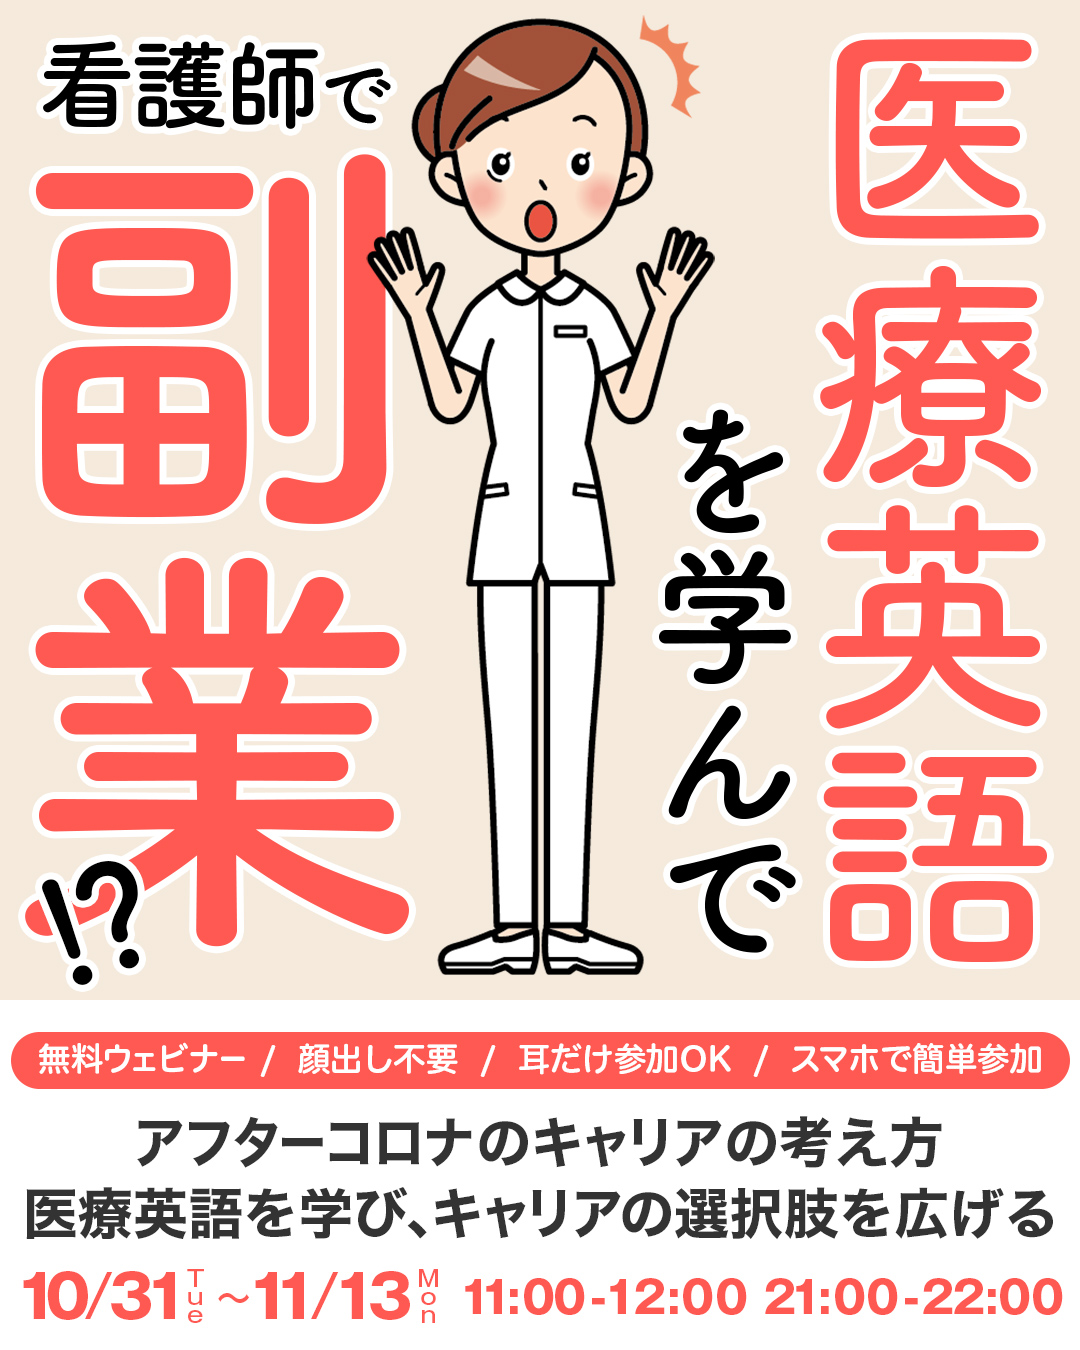 医療英語
を学んで
看護師で
副業
!?
無料ウェビナー / 顔出し不要 / 耳だけ参加OK / スマホで簡単参加
アフターコロナのキャリアの考え方
医療英語を学び、キャリアの選択肢を広げる
10/31 Tue ～ 11/13 Mon 11:00-12:00 21:00-22:00